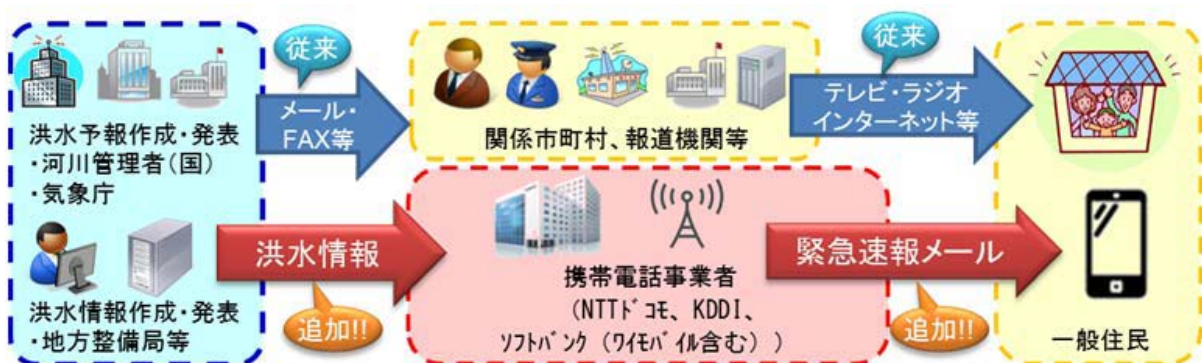 洪水予報作成・発表
・河川管理者(国)
・気象庁
洪水情報作成・発表
・地方整備局等
従来
メール・
FAX等
洪水情報
追加!!
関係市町村、報道機関等
携帯電話事業者
(NTTﾄﾞｺﾓ、KDDI、
ｿﾌﾄﾊﾞﾝｸ (ﾜｲﾓﾊﾞｲﾙ含む) )
従来
テレビ・ラジオ
インターネット等
緊急速報メール
追加!!
一般住民